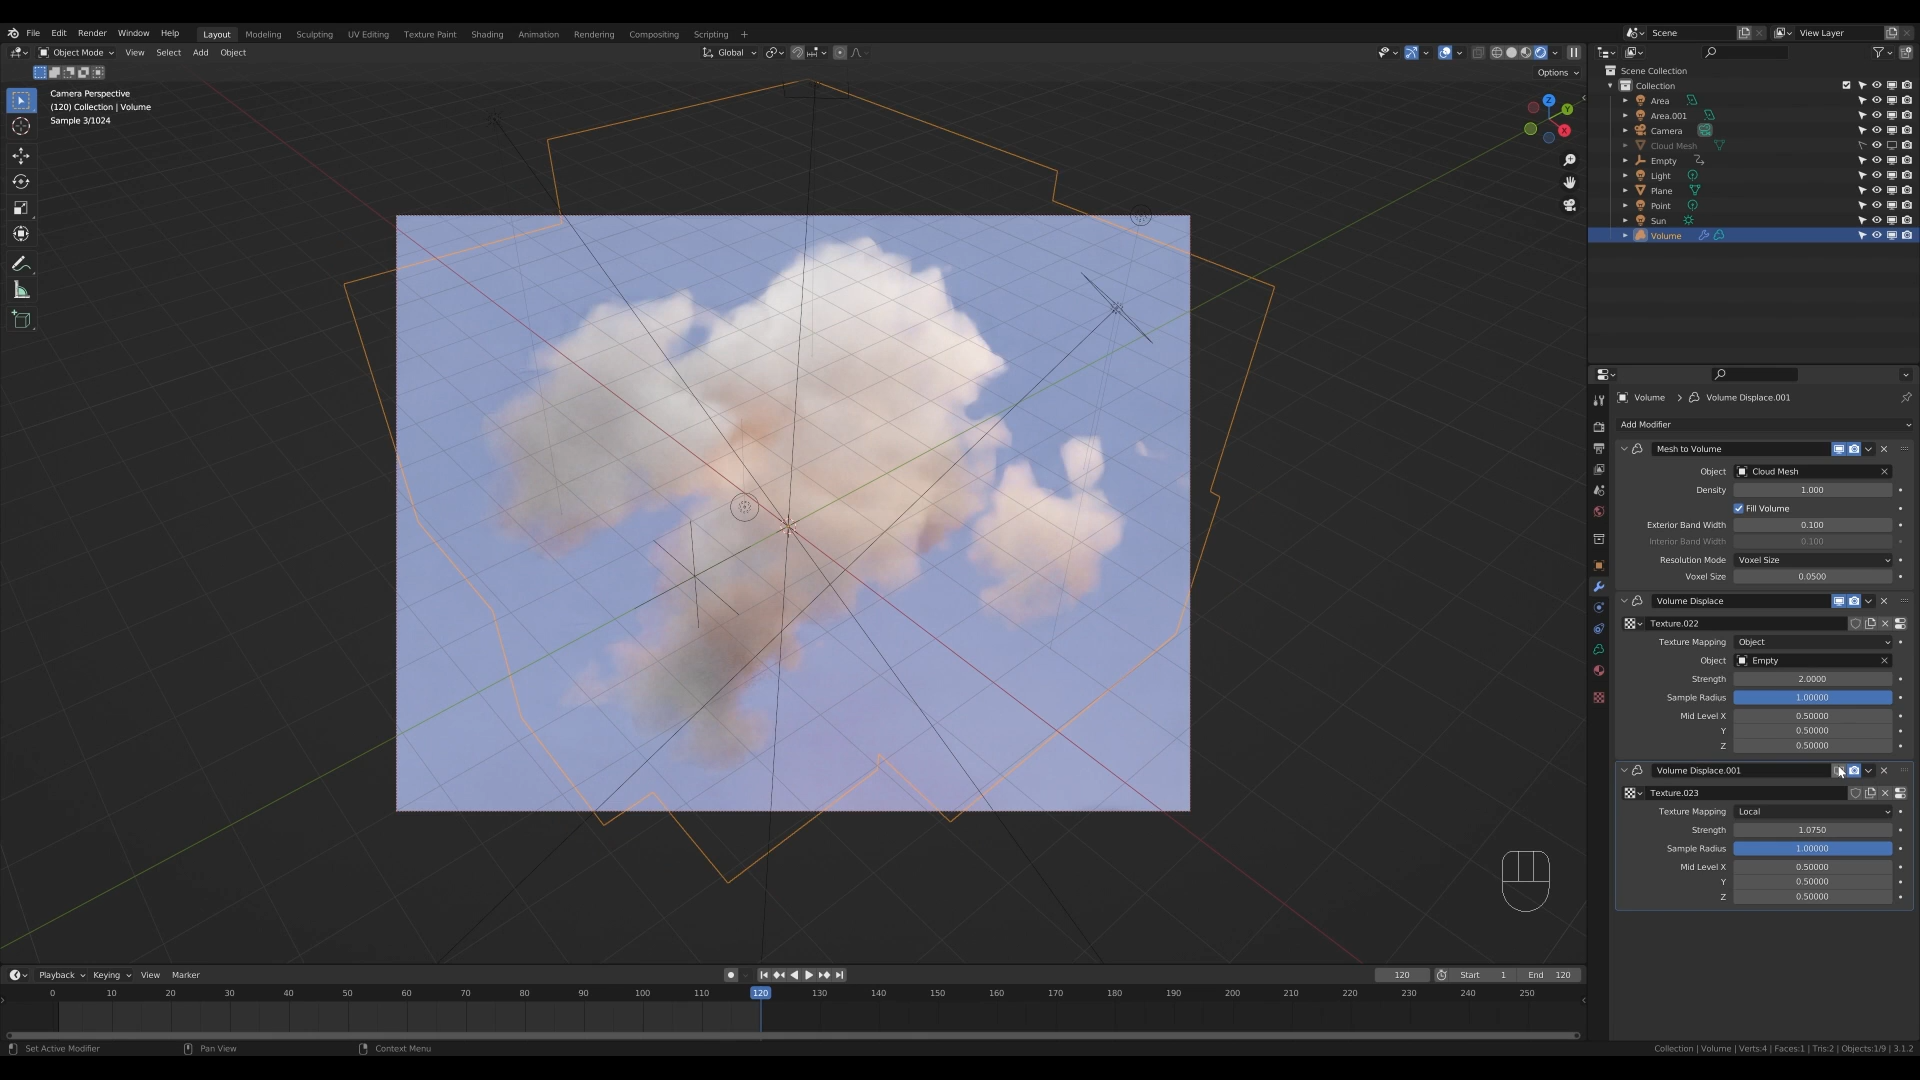 File Edit Render Window Help Layout Modeling Sculpting UV Editing Texture Paint Shading Animation Rendering Compositing Scripting +
Scene View Layer
Object Mode View Select Add Object Global
Options
Camera Perspective
(120) Collection | Volume
Sample 3/1024
Z
Y
X
Scene Collection
Collection
Area
Area.001
Camera
Cloud Mesh
Empty
Light
Plane
Point
Sun
Volume
Volume > Volume Displace.001
Add Modifier
Mesh to Volume
Object Cloud Mesh
Density 1.000
Fill Volume
Exterior Band Width 0.100
Interior Band Width 0.100
Resolution Mode Voxel Size
Voxel Size 0.0500
Volume Displace
Texture.022
Texture Mapping Object
Object Empty
Strength 2.0000
Sample Radius 1.00000
Mid Level X 0.50000
Y 0.50000
Z 0.50000
Volume Displace.001
Texture.023
Texture Mapping Local
Strength 1.0750
Sample Radius 1.00000
Mid Level X 0.50000
Y 0.50000
Z 0.50000
Playback Keying View Marker 120 Start 1 End 120
0 10 20 30 40 50 60 70 80 90 100 110 120 130 140 150 160 170 180 190 200 210 220 230 240 250
Set Active Modifier Pan View Context Menu Collection | Volume | Verts:4 | Faces:1 | Tris:2 | Objects:1/9 | 3.1.2